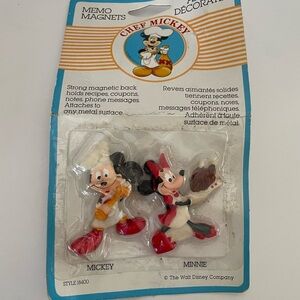 MEMO
MAGNETS
DÉCORATI
CHEF MICKEY
Strong magnetic back
holds recipes, coupons,
notes, phone messages.
Attaches to
any metal surface.
Revers aimantés solides
tiennent recettes,
coupons, notes,
messages téléphoniques.
Adhèrent à toute
surface de métal.
MICKEY
MINNIE
STYLE 18400
© The Walt Disney Company